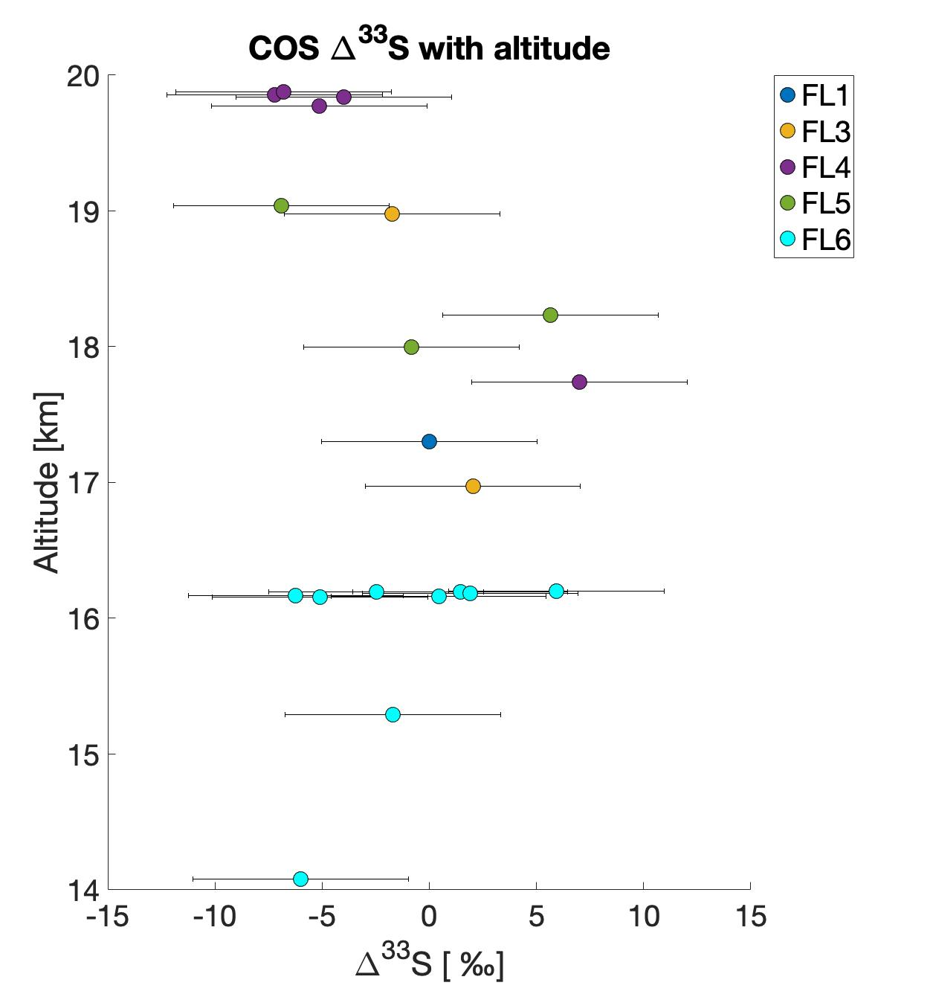 COS Δ³³S with altitude
20
19
18
17
16
15
14
Altitude [km]
-15 -10 -5 0 5 10 15
Δ³³S [ ‰]
FL1
FL3
FL4
FL5
FL6